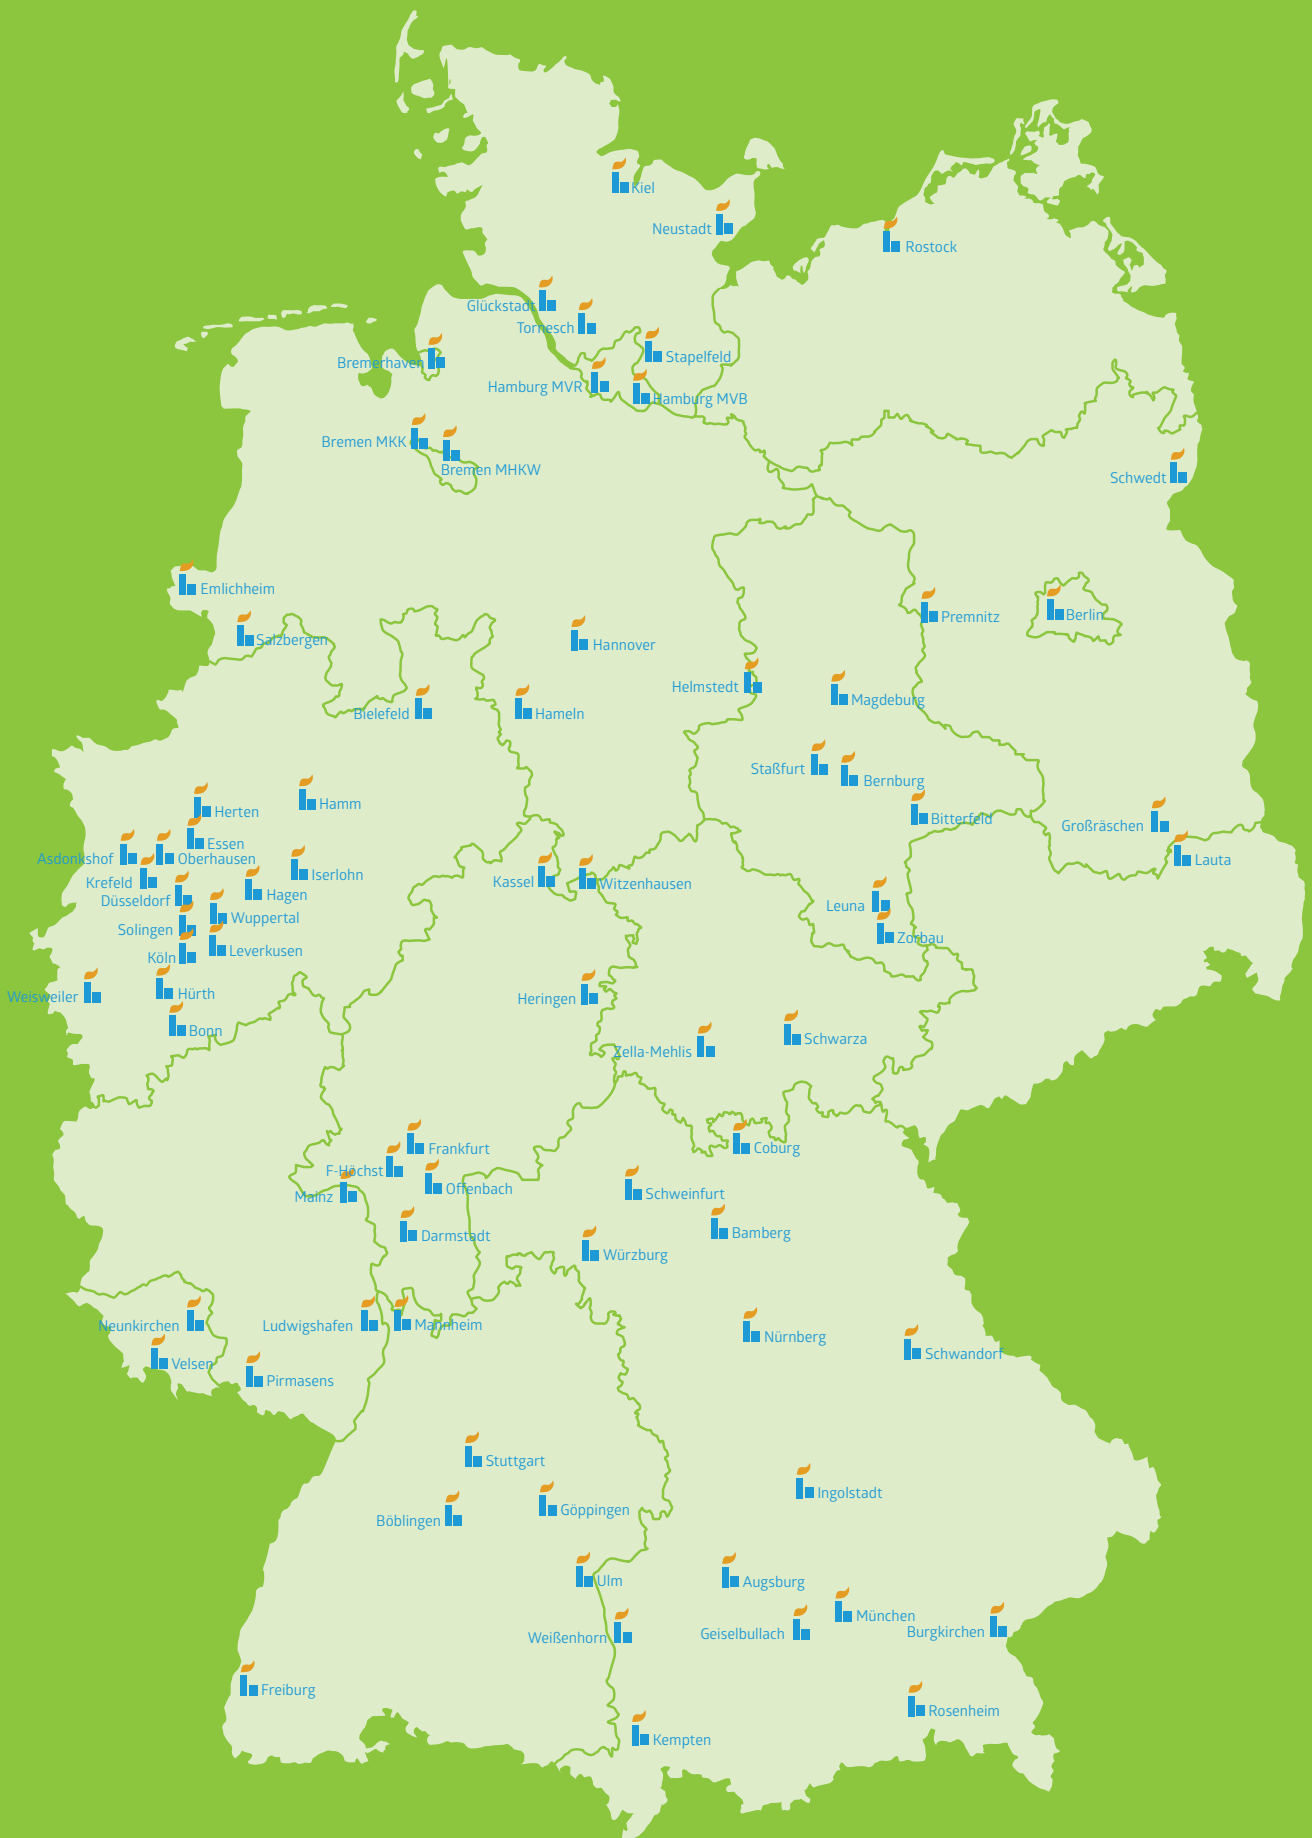 Kiel
Neustadt
Rostock
Glückstadt
Tornesch
Stapelfeld
Bremerhaven
Hamburg MVR
Hamburg MVB
Bremen MKK
Bremen MHKW
Schwedt
Emlichheim
Premnitz
Berlin
Salzbergen
Hannover
Helmstedt
Magdeburg
Bielefeld
Hameln
Staßfurt
Bernburg
Herten
Hamm
Bitterfeld
Großräschen
Essen
Asdonkshof
Oberhausen
Lauta
Iserlohn
Krefeld
Kassel
Witzenhausen
Hagen
Düsseldorf
Leuna
Wuppertal
Solingen
Zorbau
Leverkusen
Köln
Weisweiler
Hürth
Heringen
Bonn
Schwarza
Zella-Mehlis
Frankfurt
Coburg
F-Höchst
Offenbach
Mainz
Schweinfurt
Darmstadt
Bamberg
Würzburg
Neunkirchen
Ludwigshafen
Mannheim
Nürnberg
Schwandorf
Velsen
Pirmasens
Stuttgart
Ingolstadt
Göppingen
Böblingen
Ulm
Augsburg
München
Burgkirchen
Geiselbullach
Weißenhorn
Freiburg
Rosenheim
Kempten